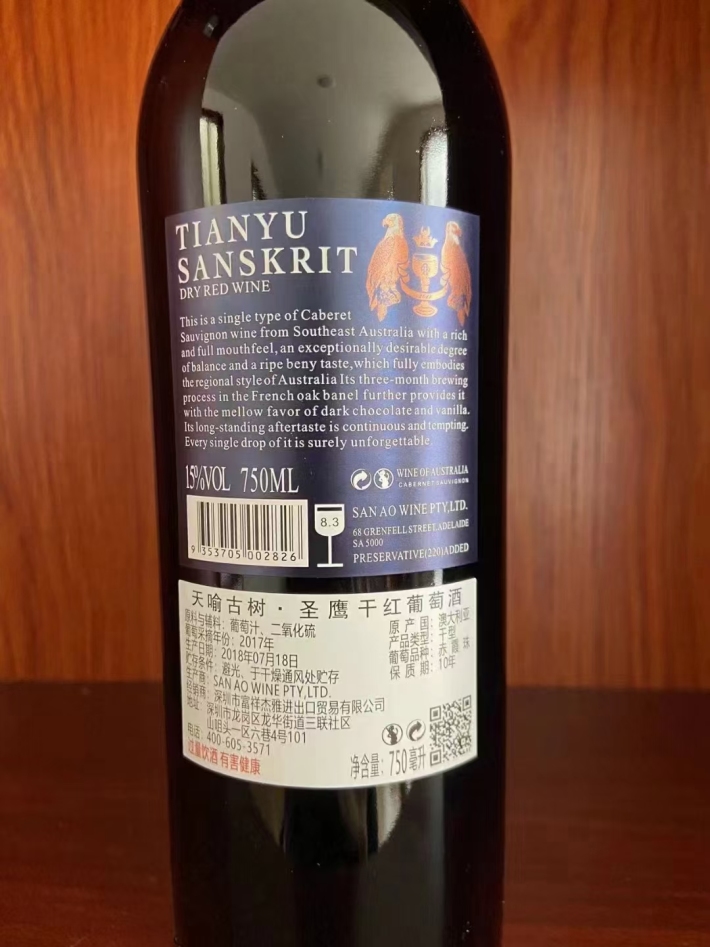 TIANYU
SANSKRIT
DRY RED WINE
This is a single type of Caberet
Sauvignon wine from Southeast Australia with a rich
and full mouthfeel, an exceptionally desirable degree
of balance and a ripe beny taste, which fully embodies
the regional style of Australia Its three-month brewing
process in the French oak banel further provides it
with the mellow favor of dark chocolate and vanilla.
Its long-standing aftertaste is continuous and tempting.
Every single drop of it is surely unforgettable
15%VOL 750ML
WINE OF AUSTRALIA
CABERNET SAUVIGNON
8.3
SAN AO WINE PTY,LTD.
68 GRENFELL STREET, ADELAIDE
SA 5000
PRESERVATIVE(220)ADDED
9 353705 002826
天喻古树·圣鹰干红葡萄酒
原料与辅料：葡萄汁、二氧化硫
葡萄采摘年份：2017年
生产日期：2018年07月18日
贮存条件：避光、于干燥通风处贮存
生产商：SAN AO WINE PTY,LTD.
经销商：深圳市富祥杰雅进出口贸易有限公司
地址：深圳市龙岗区龙华街道三联社区
山咀头一区六巷4号101
电话：400-605-3571
过量饮酒 有害健康
原产国：澳大利亚
产品类型：干型
葡萄品种：赤霞珠
保质期：10年
净含量：750毫升